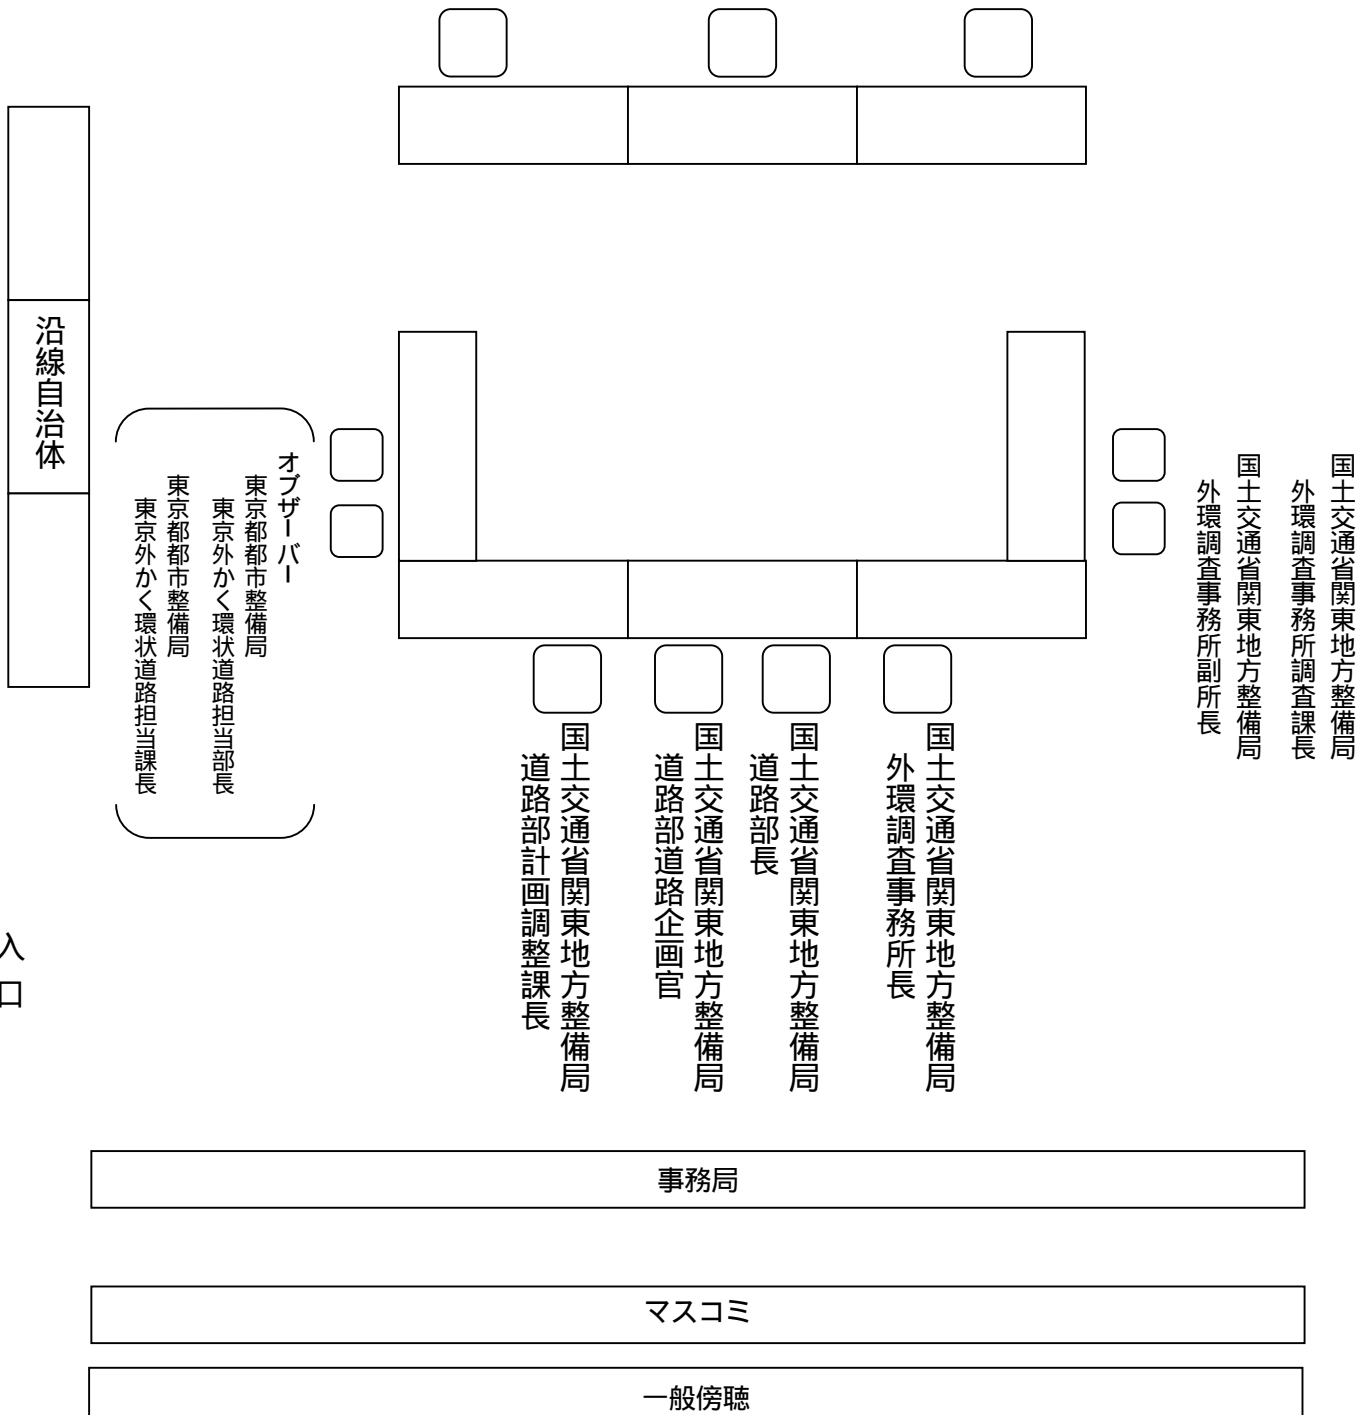 国土交通省関東地方整備局
外環調査事務所調査課長
国土交通省関東地方整備局
外環調査事務所副所長
国土交通省関東地方整備局
外環調査事務所長
国土交通省関東地方整備局
道路部長
国土交通省関東地方整備局
道路部道路企画官
国土交通省関東地方整備局
道路部計画調整課長
オブザーバー
東京都都市整備局
東京外かく環状道路担当部長
東京都都市整備局
東京外かく環状道路担当課長
沿線自治体
入口
事務局
マスコミ
一般傍聴